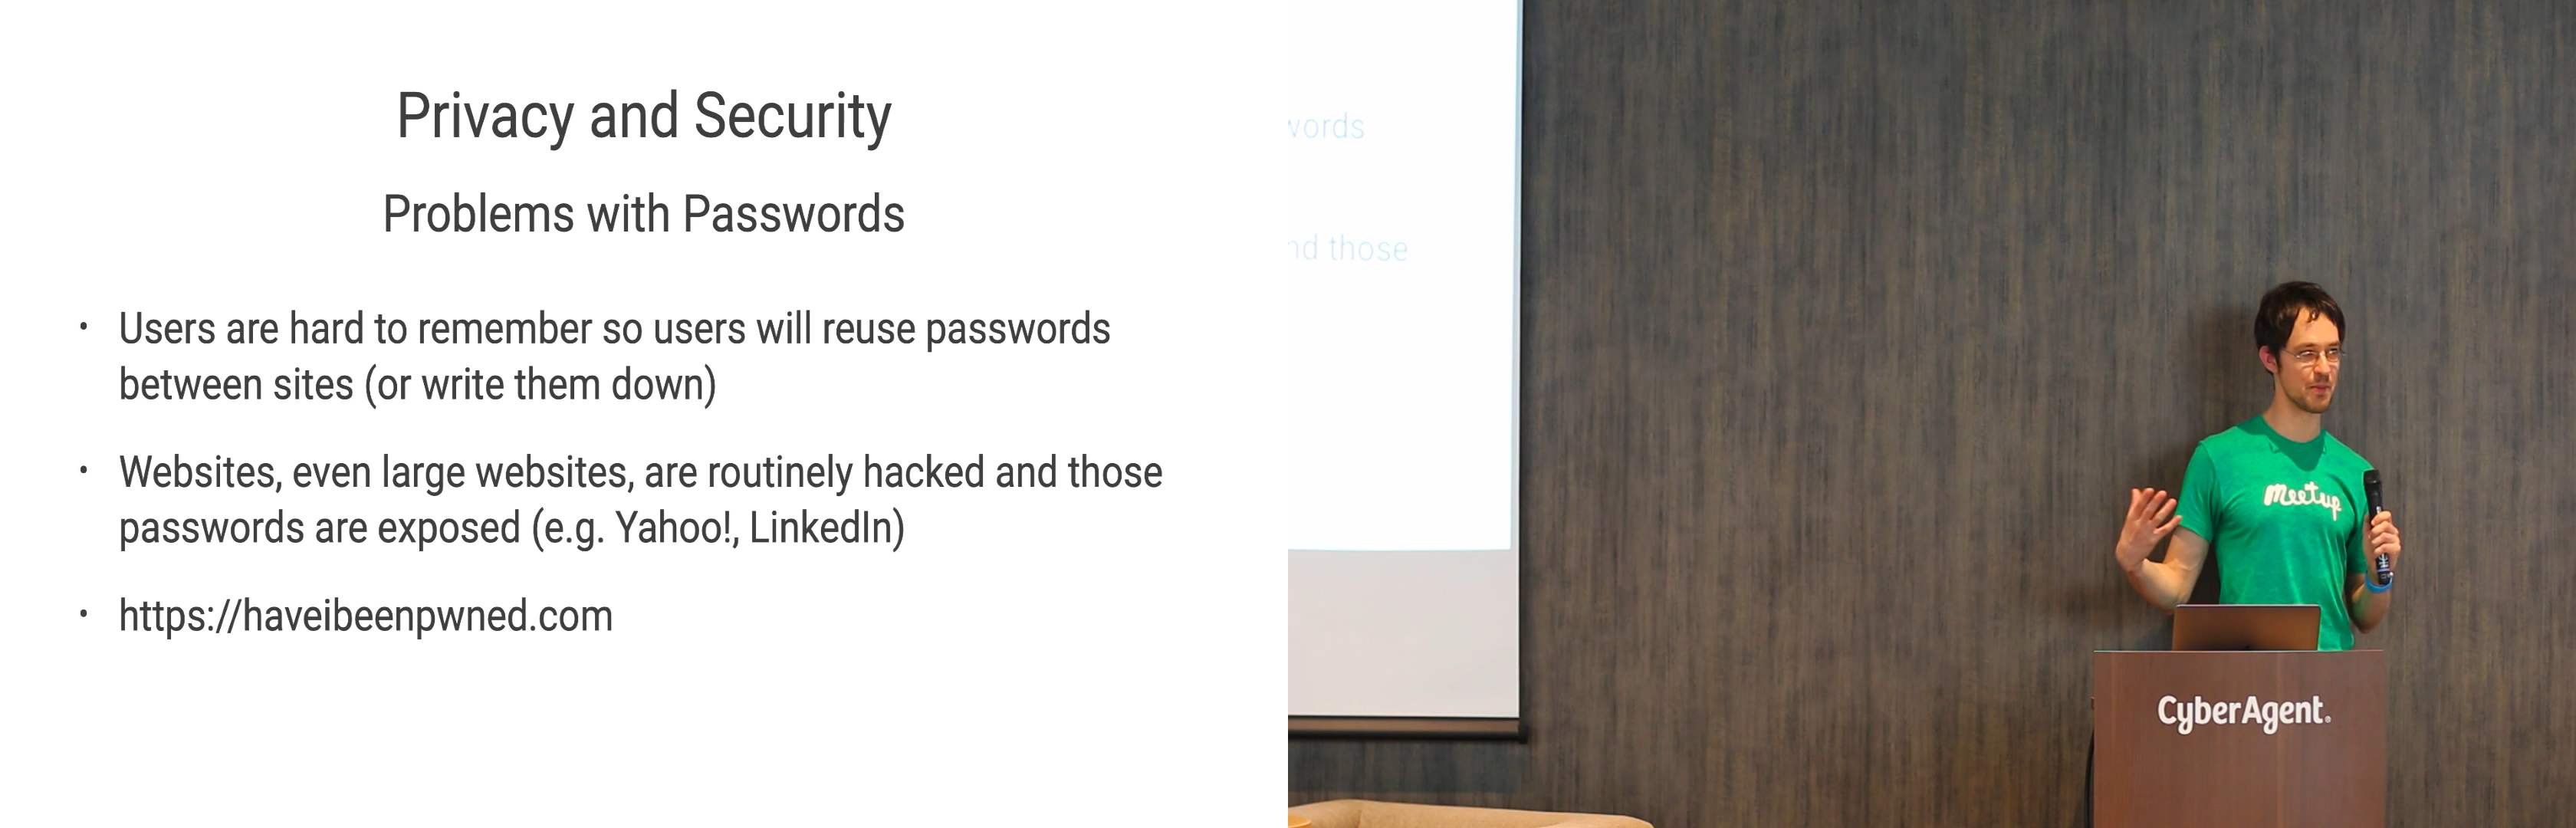 Privacy and Security
Problems with Passwords
• Users are hard to remember so users will reuse passwords
between sites (or write them down)
• Websites, even large websites, are routinely hacked and those
passwords are exposed (e.g. Yahoo!, LinkedIn)
• https://haveibeenpwned.com
words
nd those
meetup
CyberAgent.